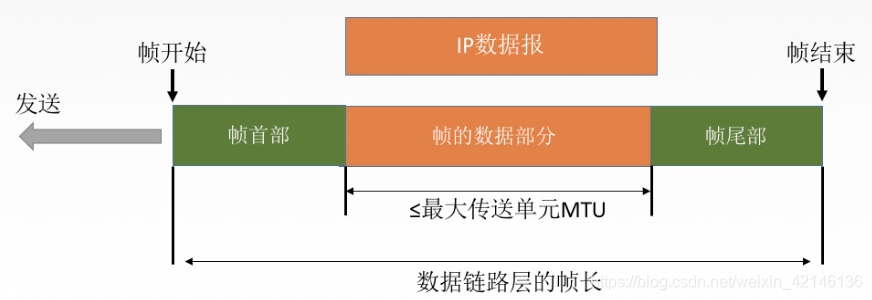 IP数据报
帧开始
帧结束
发送
帧首部
帧的数据部分
帧尾部
≤最大传送单元MTU
数据链路层的帧长
https://blog.csdn.net/weixin_42146136